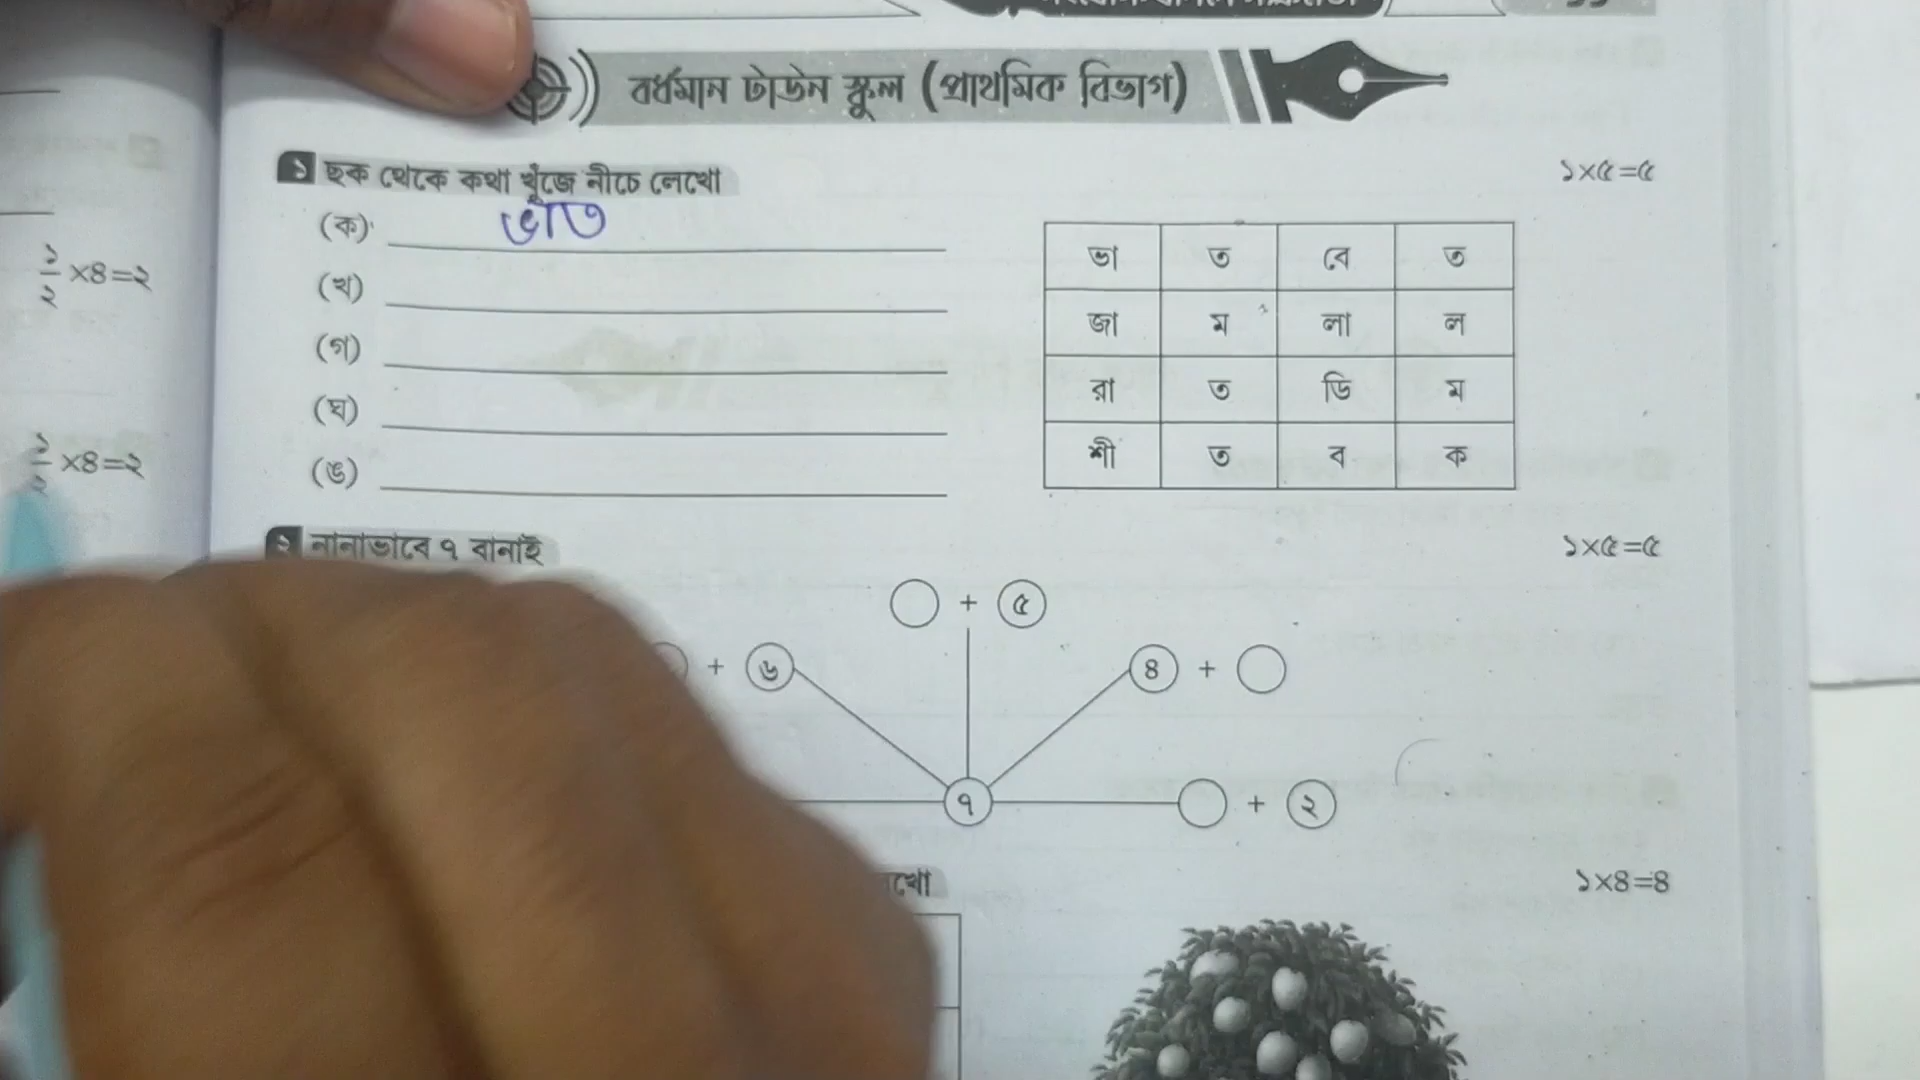 বর্ধমান টাউন স্কুল (প্রাথমিক বিভাগ)
১ ছক থেকে কথা খুঁজে নীচে লেখো ১×৫=৫
(ক) ভাত
(খ)
(গ)
(ঘ)
(ঙ)
ভা ত বে ত
জা ম লা ল
রা ত ডি ম
শী ত ব ক
২ নানাভাবে ৭ বানাই ১×৫=৫
+ ৫
+ ৬
৪ +
৭
+ ২
খো ১×৪=৪
১/২ ×৪=২
১/২ ×৪=২